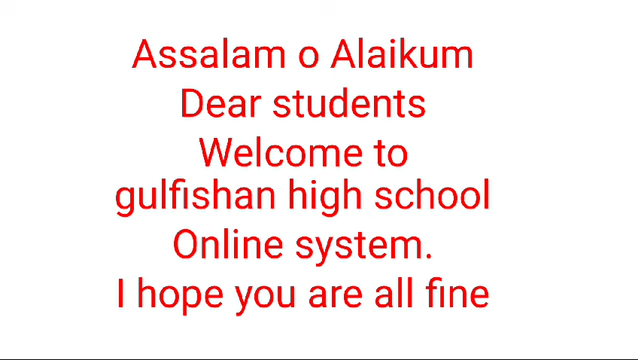 Assalam o Alaikum
Dear students
Welcome to
gulfishan high school
Online system.
I hope you are all fine